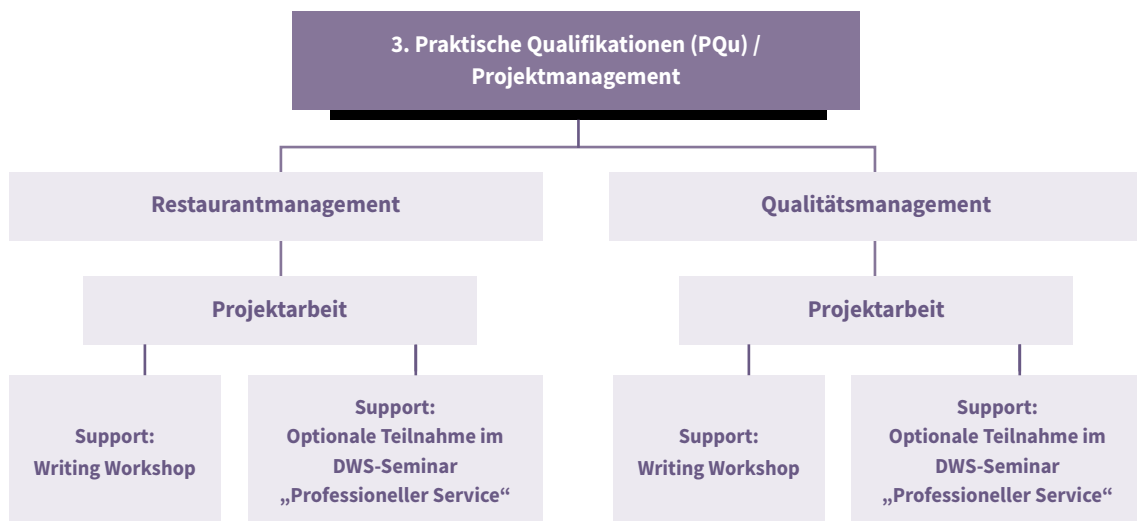 3. Praktische Qualifikationen (PQu) /
Projektmanagement
Restaurantmanagement
Qualitätsmanagement
Projektarbeit
Projektarbeit
Support:
Writing Workshop
Support:
Optionale Teilnahme im
DWS-Seminar
„Professioneller Service“
Support:
Writing Workshop
Support:
Optionale Teilnahme im
DWS-Seminar
„Professioneller Service“